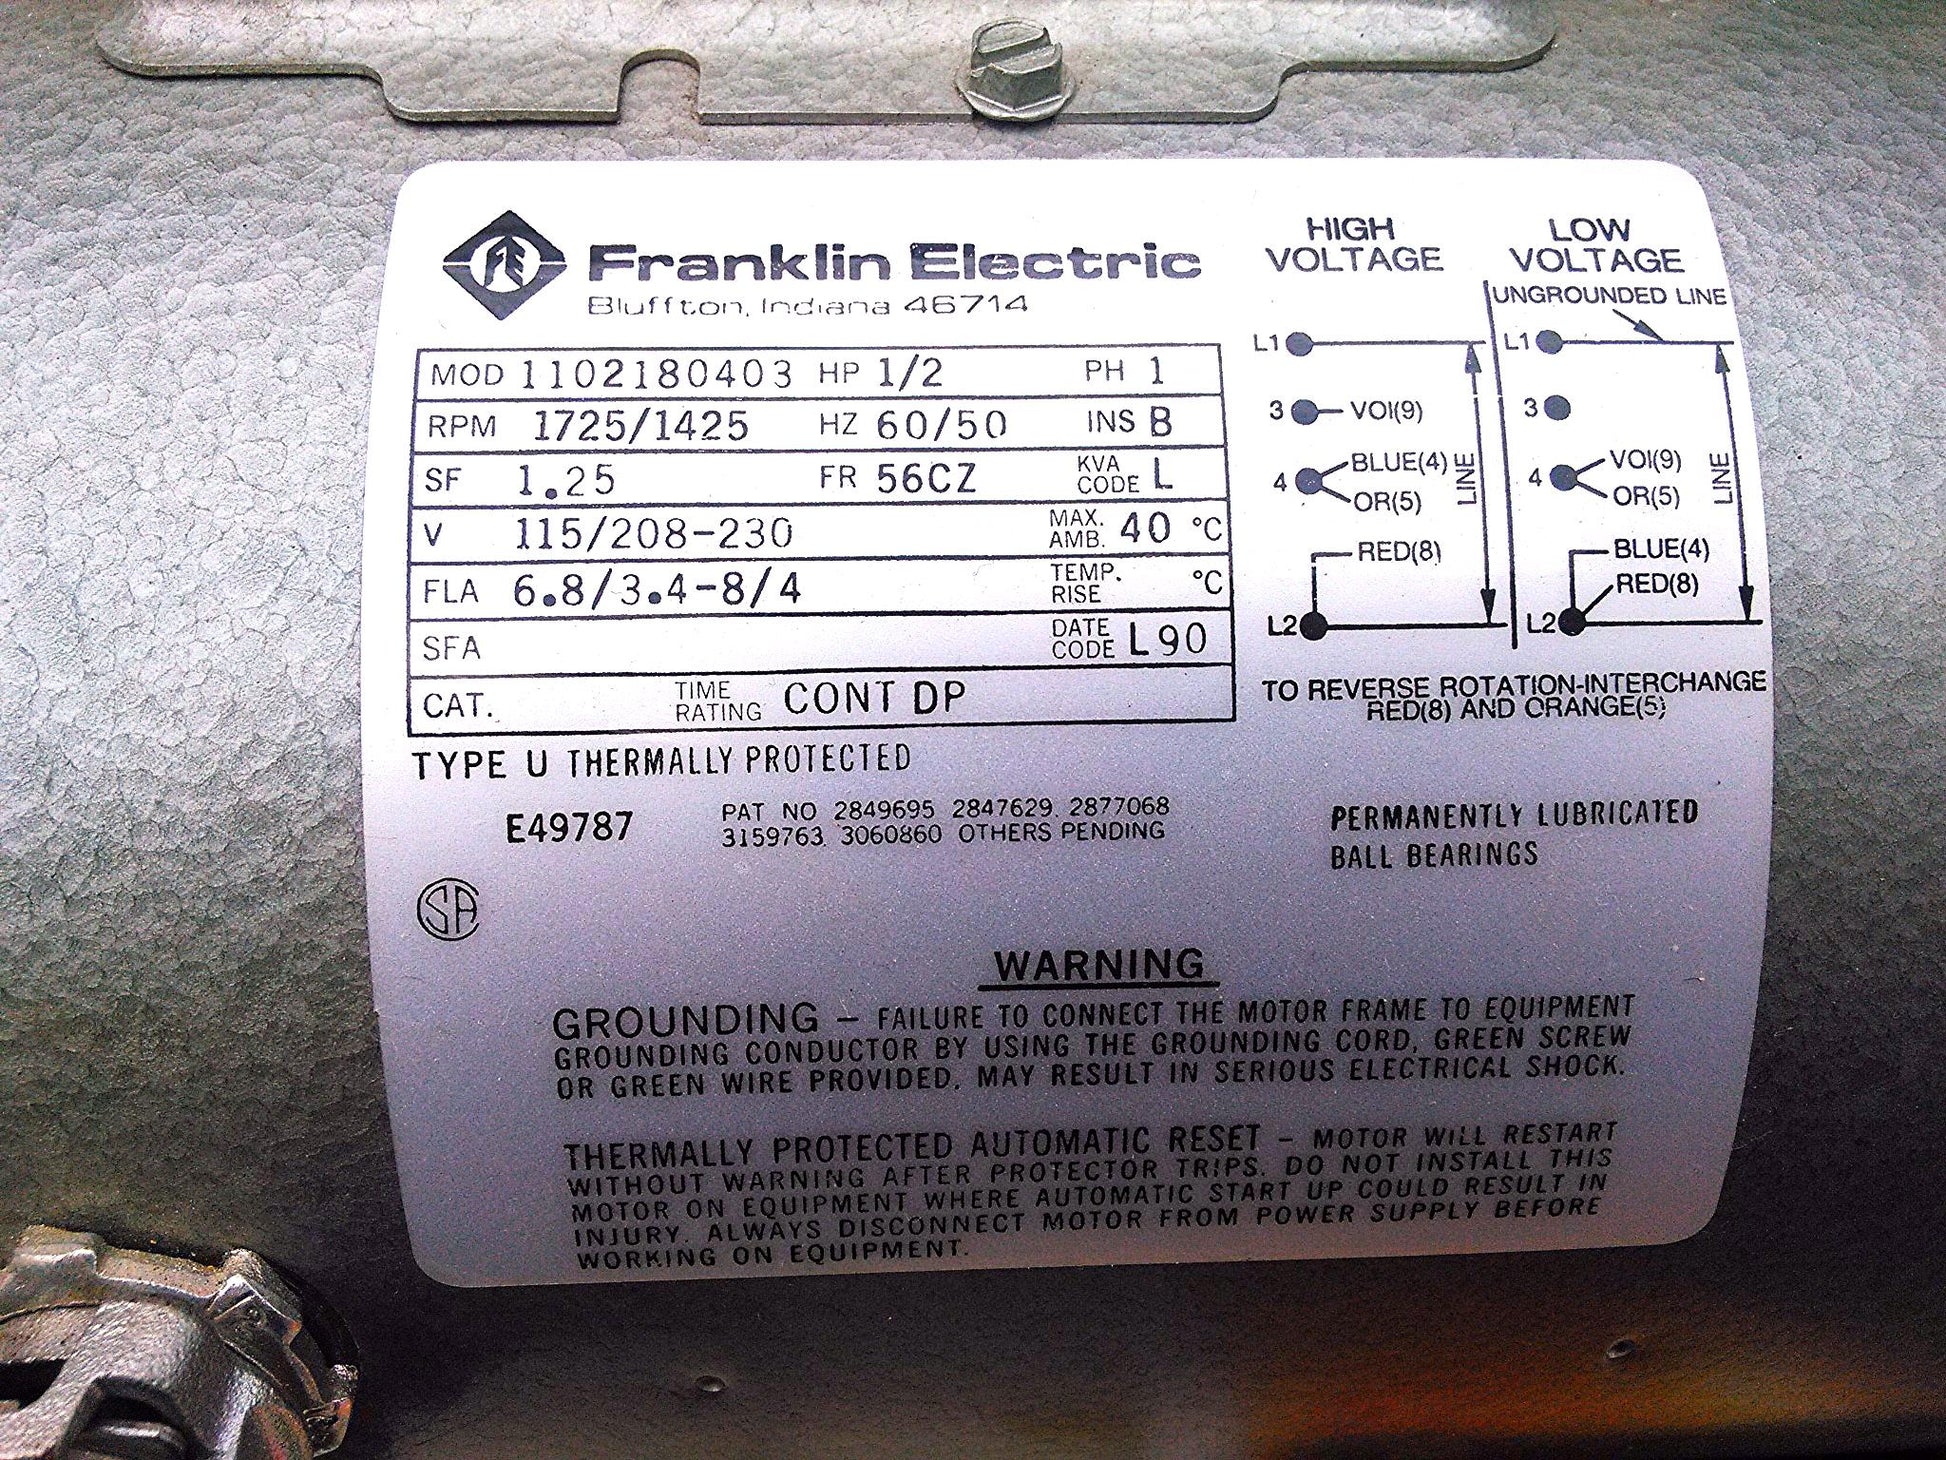 Franklin Electric
Bluffton, Indiana 46714
MOD 1102180403 HP 1/2 PH 1
RPM 1725/1425 HZ 60/50 INS B
SF 1.25 FR 56CZ KVA CODE L
V 115/208-230 MAX. AMB. 40 °C
FLA 6.8/3.4-8/4 TEMP. RISE °C
SFA DATE CODE L90
CAT. TIME RATING CONT DP
TYPE U THERMALLY PROTECTED
E49787
PAT NO 2849695 2847629. 2877068
3159763. 3060860 OTHERS PENDING
SA
HIGH
VOLTAGE
L1
3 VOI(9)
4 BLUE(4)
OR(5)
RED(8)
L2
LINE
LOW
VOLTAGE
UNGROUNDED LINE
L1
3
4 VOI(9)
OR(5)
BLUE(4)
RED(8)
L2
LINE
TO REVERSE ROTATION-INTERCHANGE
RED(8) AND ORANGE(5)
PERMANENTLY LUBRICATED
BALL BEARINGS
WARNING
GROUNDING – FAILURE TO CONNECT THE MOTOR FRAME TO EQUIPMENT
GROUNDING CONDUCTOR BY USING THE GROUNDING CORD, GREEN SCREW
OR GREEN WIRE PROVIDED, MAY RESULT IN SERIOUS ELECTRICAL SHOCK.
THERMALLY PROTECTED AUTOMATIC RESET – MOTOR WILL RESTART
WITHOUT WARNING AFTER PROTECTOR TRIPS. DO NOT INSTALL THIS
MOTOR ON EQUIPMENT WHERE AUTOMATIC START UP COULD RESULT IN
INJURY. ALWAYS DISCONNECT MOTOR FROM POWER SUPPLY BEFORE
WORKING ON EQUIPMENT.